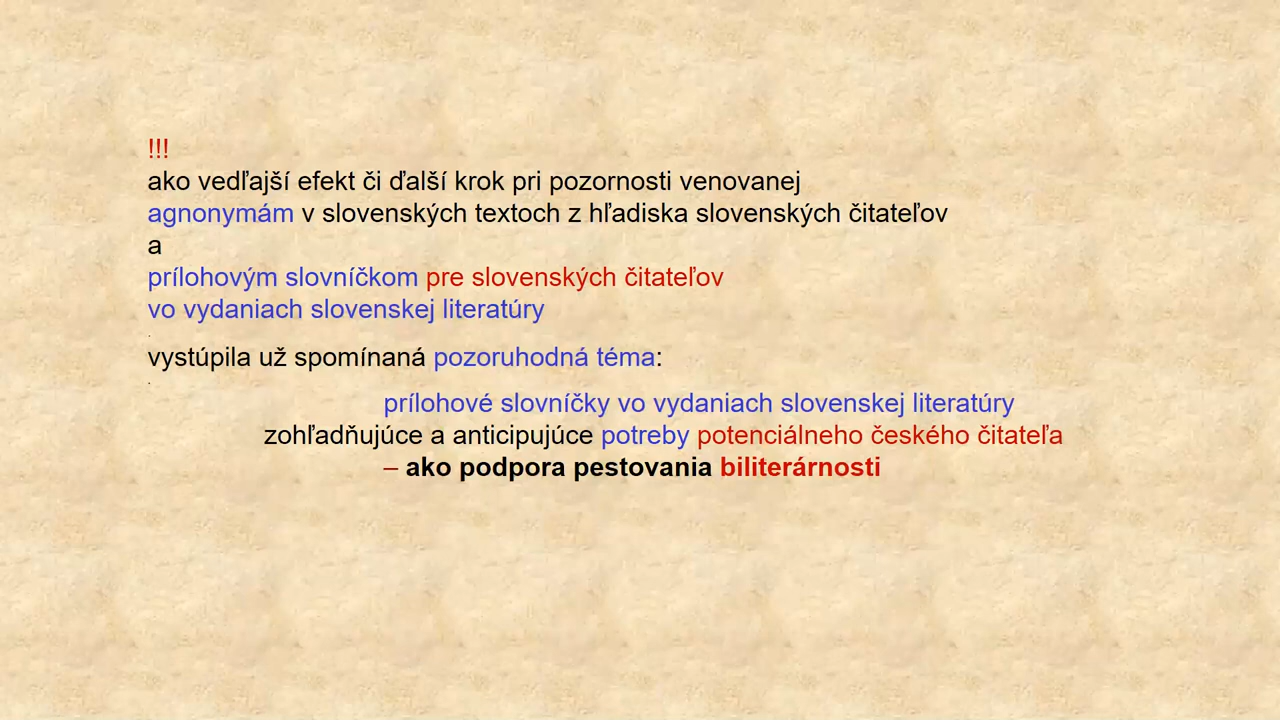 !!!
ako vedľajší efekt či ďalší krok pri pozornosti venovanej
agnonymám v slovenských textoch z hľadiska slovenských čitateľov
a
prílohovým slovníčkom pre slovenských čitateľov
vo vydaniach slovenskej literatúry
.
vystúpila už spomínaná pozoruhodná téma:
.
prílohové slovníčky vo vydaniach slovenskej literatúry
zohľadňujúce a anticipujúce potreby potenciálneho českého čitateľa
– ako podpora pestovania biliterárnosti